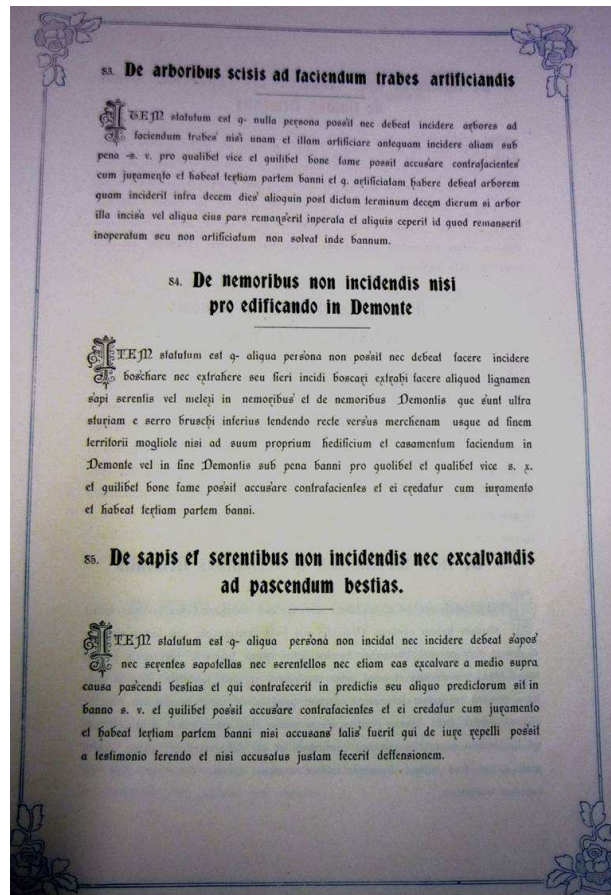 83. De arboribus scisis ad faciendum trabes artificiandis
ITEM statutum est q- nulla persona possit nec debeat incidere arbores ad
faciendum trabes nisi unam et illam artificiare antequam incidere aliam sub
pena -s. v. pro qualibet vice et quilibet bone fame possit accusare contrafacientes
cum juramento et habeat tertiam partem banni et q. artificiatam habere debeat arborem
quam inciderit infra decem dies alioquin post dictum terminum decem dierum si arbor
illa incisa vel aliqua eius pars remanserit inperata et aliquis ceperit id quod remanserit
inoperatum seu non artificiatum non solvat inde bannum.
84. De nemoribus non incidendis nisi
pro edificando in Demonte
ITEM statutum est q- aliqua persona non possit nec debeat facere incidere
boschare nec extrahere seu fieri incidi boscari extrahi facere aliquod lignamen
sapi serentis vel melesi in nemoribus et de nemoribus Demontis que sunt ultra
sturiam e serro bruschi inferius tendendo recte versus merchenam usque ad finem
territorii mogliole nisi ad suum proprium hedificium et casamentum faciendum in
Demonte vel in fine Demontis sub pena banni pro quolibet et qualibet vice s. x.
et quilibet bone fame possit accusare contrafacientes et ei credatur cum iuramento
et habeat tertiam partem banni.
85. De sapis et serentibus non incidendis nec excalvandis
ad pascendum bestias.
ITEM statutum est q- aliqua persona non incidat nec incidere debeat sapos
nec serentes sapatellas nec serentellos nec etiam eas excalvare a medio supra
causa pascendi bestias et qui contrafecerit in predictis seu aliquo predictorum sit in
banno s. v. et quilibet possit accusare contrafacientes et ei credatur cum juramento
et habeat tertiam partem banni nisi accusans talis fuerit qui de iure repelli possit
a testimonio ferendo et nisi accusatus justam fecerit deffensionem.